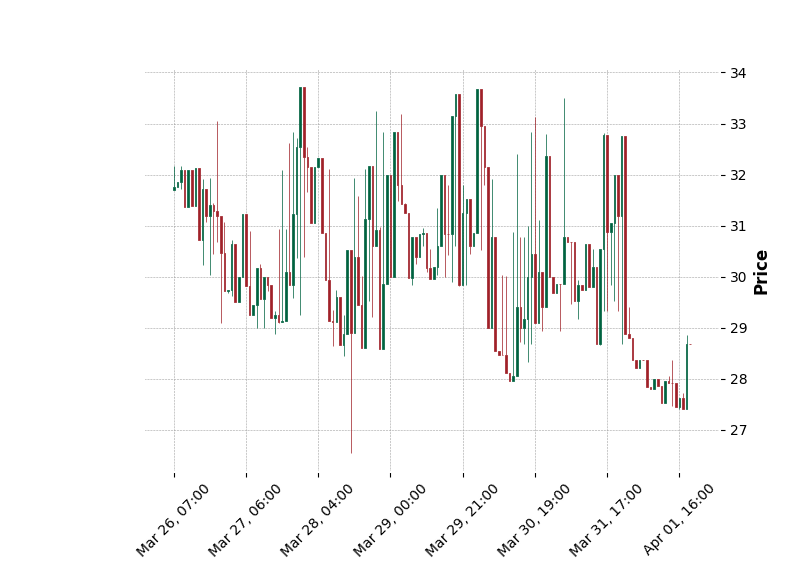 34
33
32
31
30
29
28
27
Price
Mar 26, 07:00
Mar 27, 06:00
Mar 28, 04:00
Mar 29, 00:00
Mar 29, 21:00
Mar 30, 19:00
Mar 31, 17:00
Apr 01, 16:00